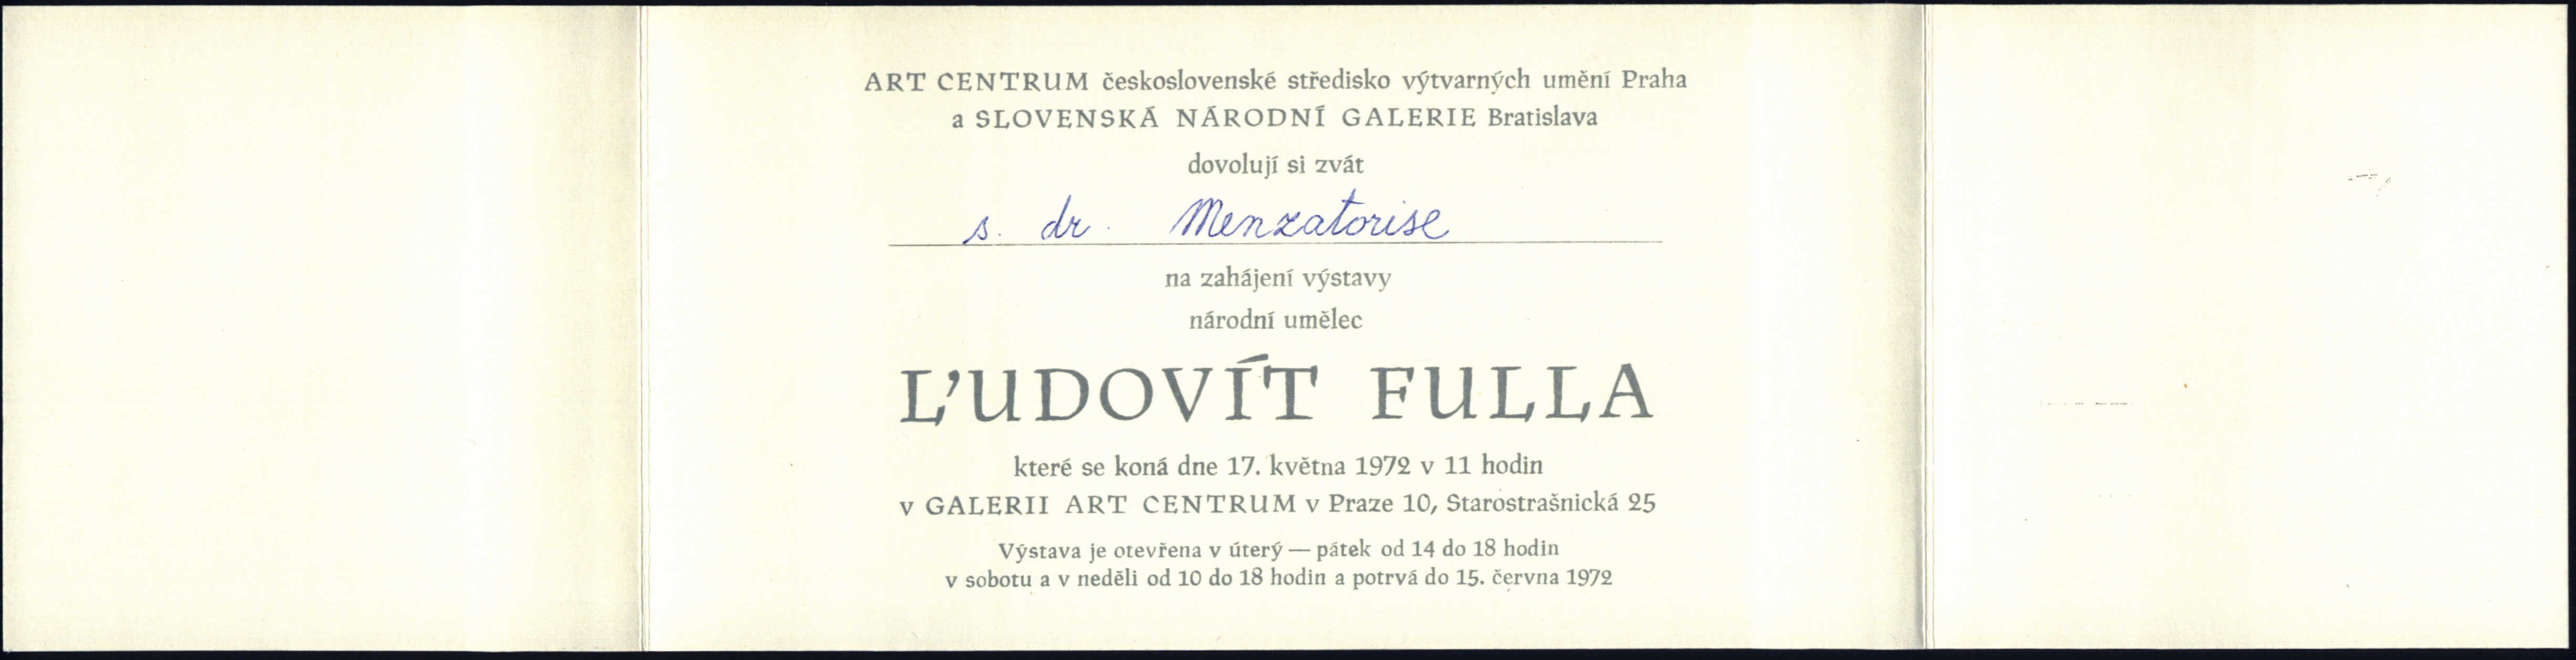 ART CENTRUM československé středisko výtvarných umění Praha
a SLOVENSKÁ NÁRODNÍ GALERIE Bratislava
dovolují si zvát
s. dr. Menzatorise
na zahájení výstavy
národní umělec
ĽUDOVÍT FULLA
které se koná dne 17. května 1972 v 11 hodin
v GALERII ART CENTRUM v Praze 10, Starostrašnická 25
Výstava je otevřena v úterý — pátek od 14 do 18 hodin
v sobotu a v neděli od 10 do 18 hodin a potrvá do 15. června 1972